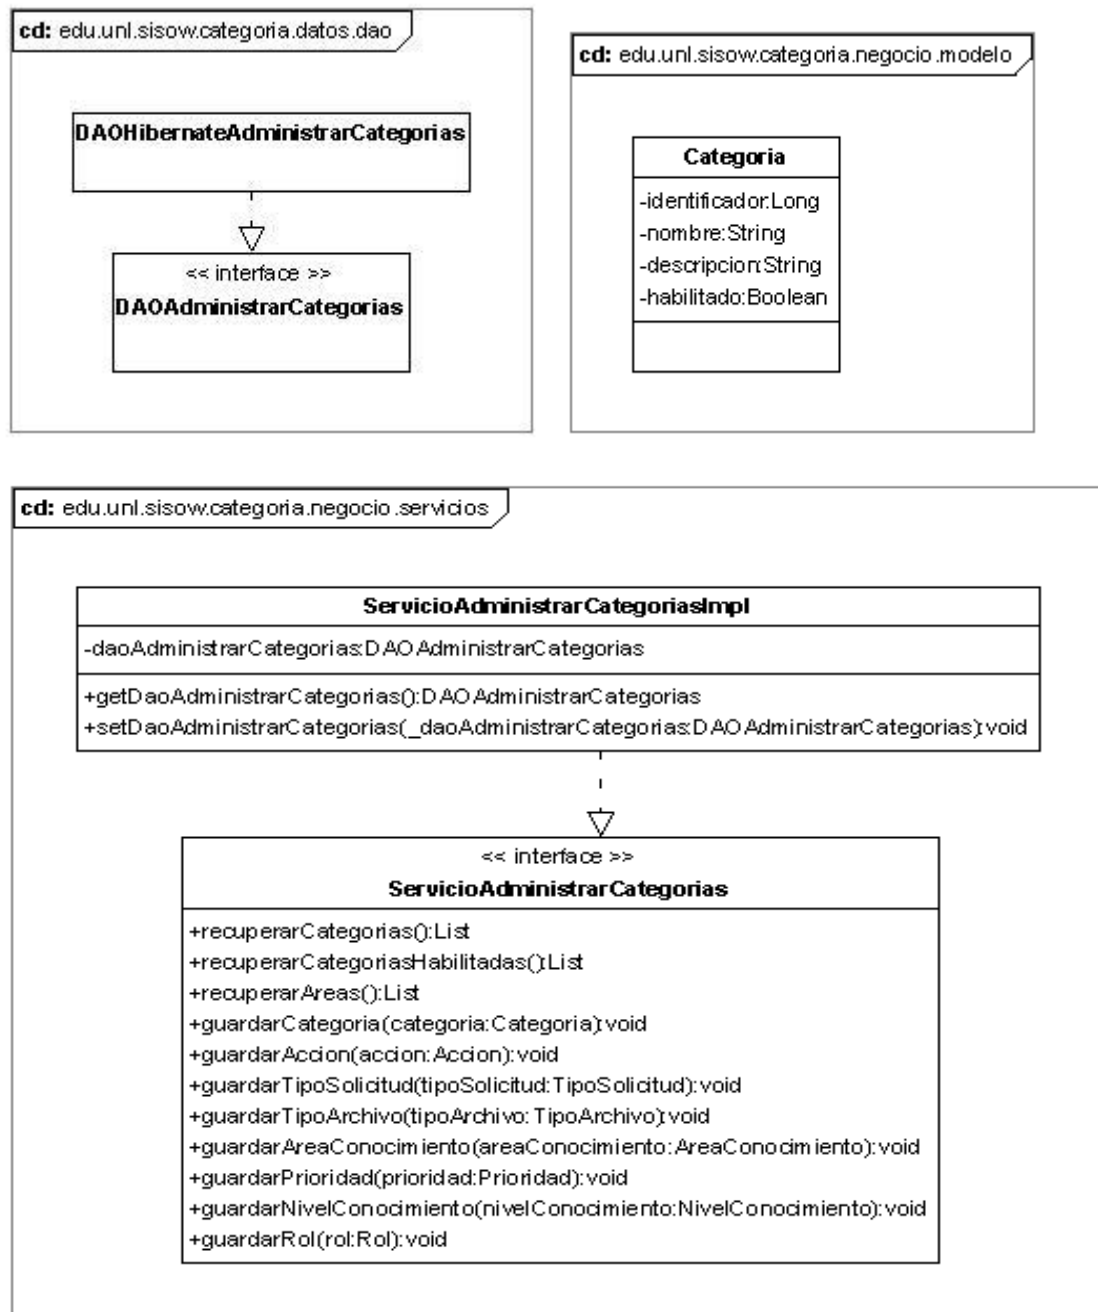 cd: edu.unl.sisow.categoria.datos.dao
DAOHibernateAdministrarCategorias
<< interface >>
DAOAdministrarCategorias
cd: edu.unl.sisow.categoria.negocio.modelo
Categoria
-identificador:Long
-nombre:String
-descripcion:String
-habilitado:Boolean
cd: edu.unl.sisow.categoria.negocio.servicios
ServicioAdministrarCategoriasImpl
-daoAdministrarCategorias:DAOAdministrarCategorias
+getDaoAdministrarCategorias():DAOAdministrarCategorias
+setDaoAdministrarCategorias(_daoAdministrarCategorias:DAOAdministrarCategorias):void
<< interface >>
ServicioAdministrarCategorias
+recuperarCategorias():List
+recuperarCategoriasHabilitadas():List
+recuperarAreas():List
+guardarCategoria(categoria:Categoria):void
+guardarAccion(accion:Accion):void
+guardarTipoSolicitud(tipoSolicitud:TipoSolicitud):void
+guardarTipoArchivo(tipoArchivo:TipoArchivo):void
+guardarAreaConocimiento(areaConocimiento:AreaConocimiento):void
+guardarPrioridad(prioridad:Prioridad):void
+guardarNivelConocimiento(nivelConocimiento:NivelConocimiento):void
+guardarRol(rol:Rol):void